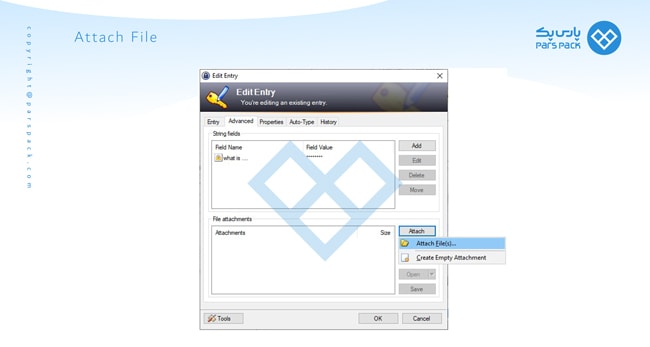 Attach File
پارس پک
PARS PACK
copyright@parspack.com
Edit Entry
Edit Entry
You're editing an existing entry.
Entry Advanced Properties Auto-Type History
String fields
Field Name Field Value
what is .... ********
Add
Edit
Delete
Move
File attachments
Attachments Size
Attach
Attach File(s)...
Create Empty Attachment
Open
Save
Tools OK Cancel